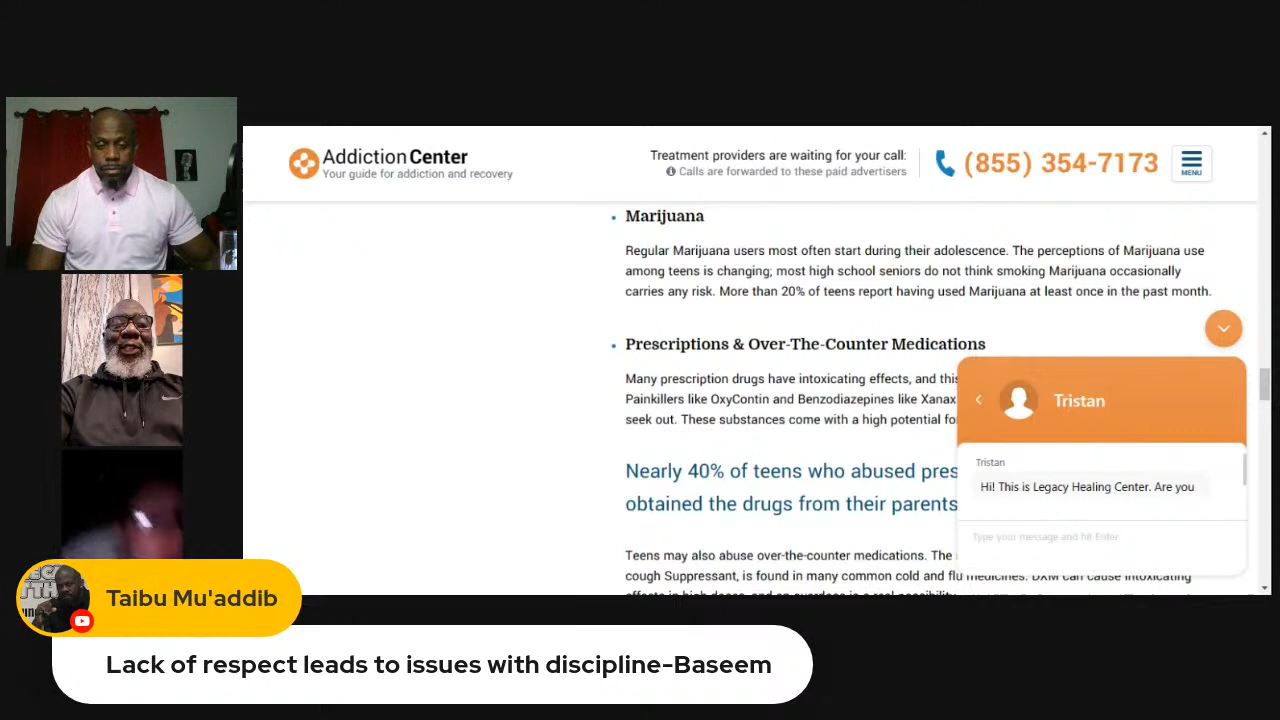 AddictionCenter
Your guide for addiction and recovery
Treatment providers are waiting for your call:
Calls are forwarded to these paid advertisers
(855) 354-7173
MENU
Marijuana
Regular Marijuana users most often start during their adolescence. The perceptions of Marijuana use
among teens is changing; most high school seniors do not think smoking Marijuana occasionally
carries any risk. More than 20% of teens report having used Marijuana at least once in the past month.
Prescriptions & Over-The-Counter Medications
Many prescription drugs have intoxicating effects, and this
Painkillers like OxyContin and Benzodiazepines like Xanax
seek out. These substances come with a high potential fo
Nearly 40% of teens who abused pres
obtained the drugs from their parents
Teens may also abuse over-the-counter medications. The
cough Suppressant, is found in many common cold and flu medicines. DXM can cause intoxicating
Tristan
Tristan
Hi! This is Legacy Healing Center. Are you
Type your message and hit Enter
Taibu Mu'addib
Lack of respect leads to issues with discipline-Baseem